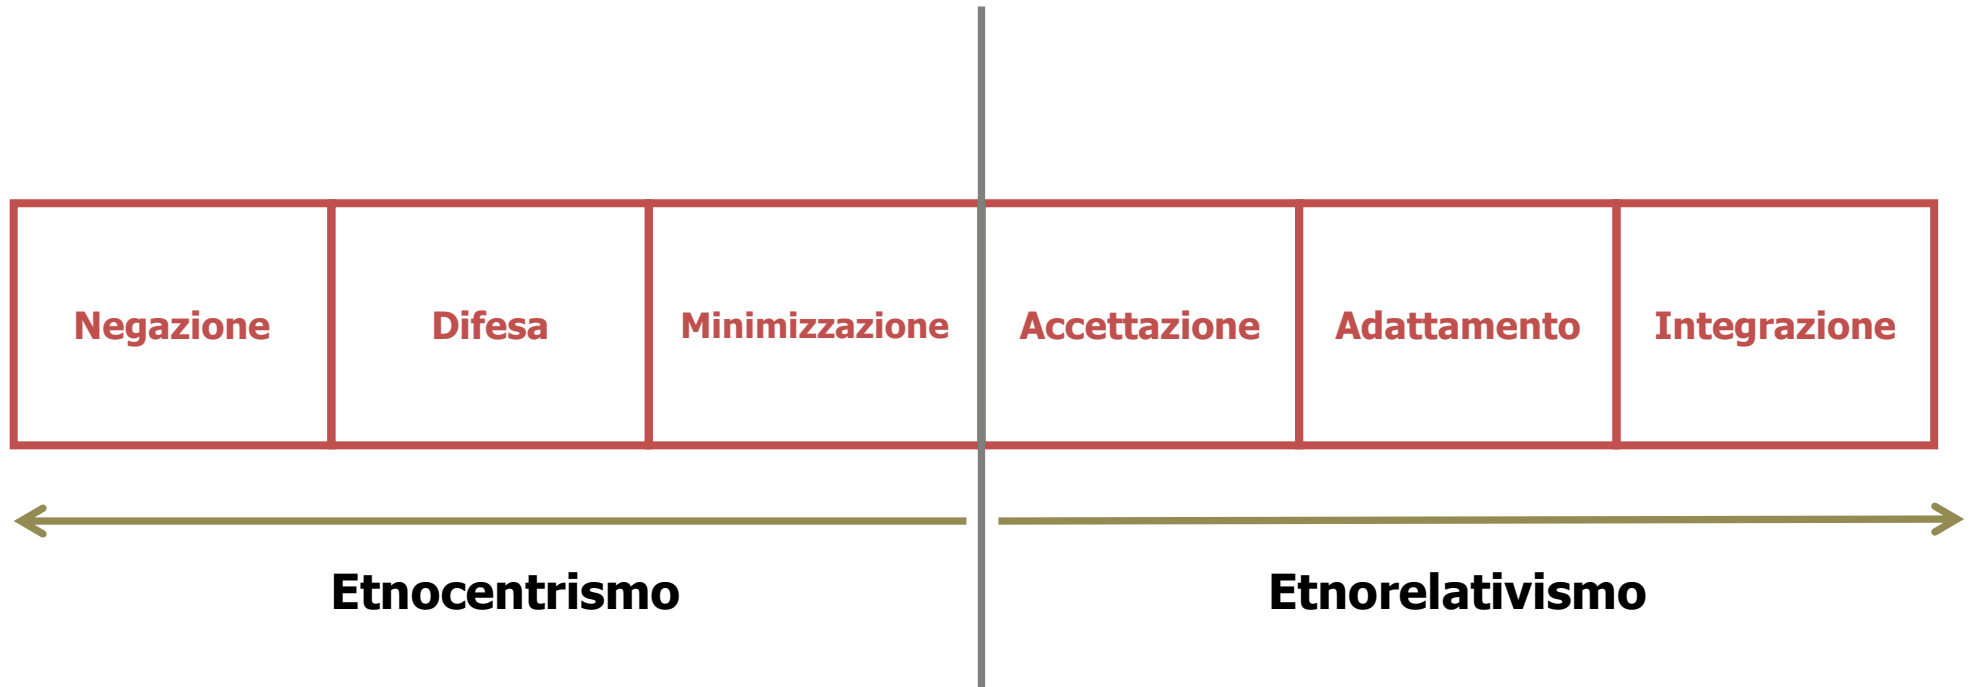 Negazione
Difesa
Minimizzazione
Accettazione
Adattamento
Integrazione
Etnocentrismo
Etnorelativismo